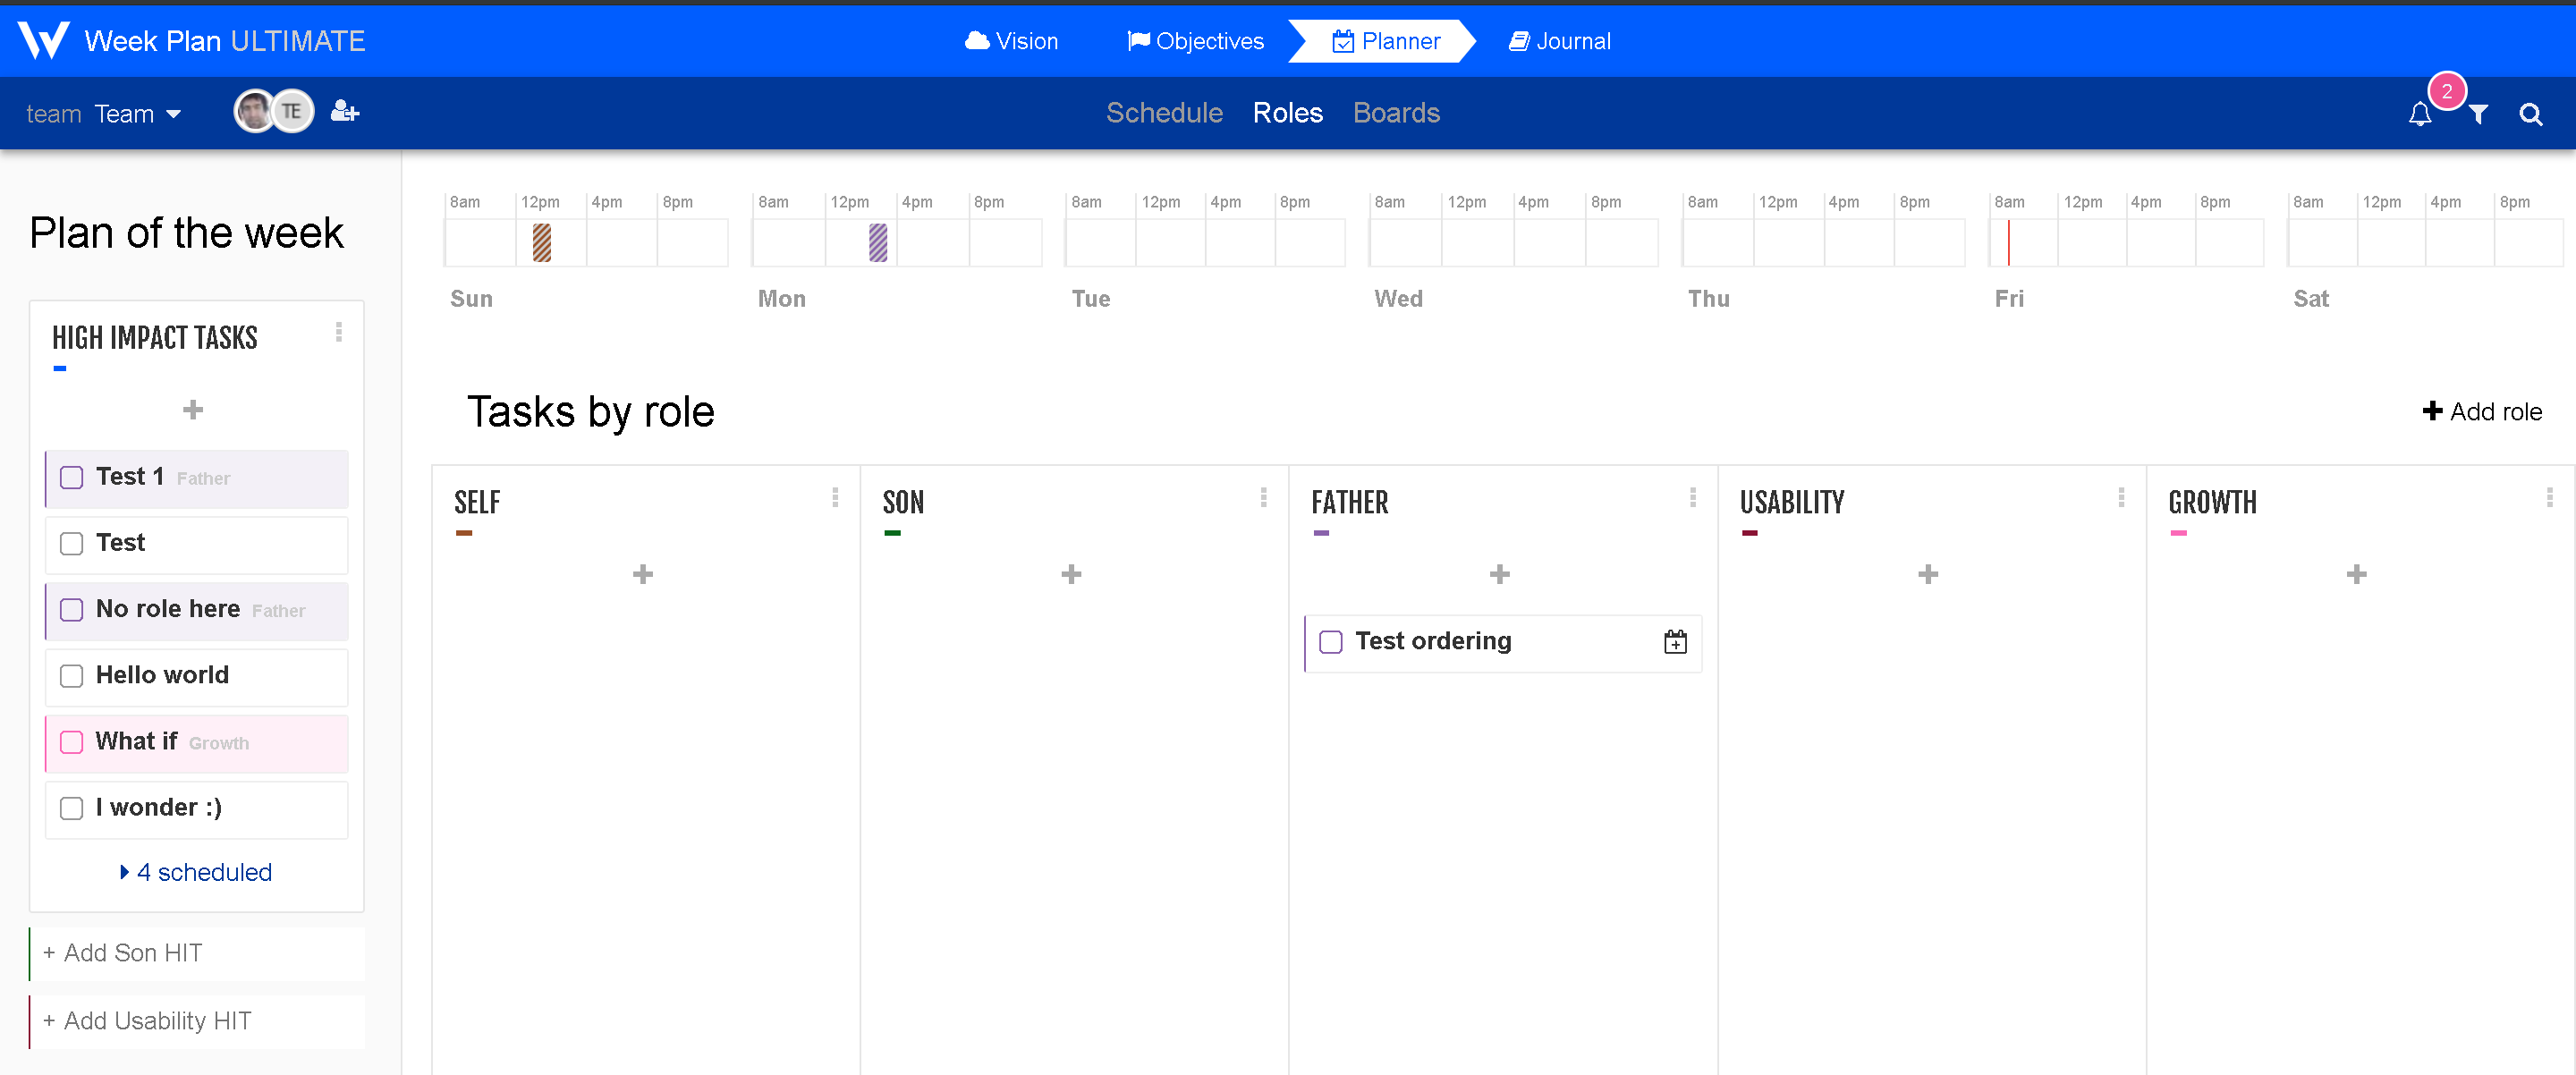 Week Plan ULTIMATE
Vision
Objectives
Planner
Journal
team Team
TE
Schedule Roles Boards
2
Plan of the week
HIGH IMPACT TASKS
Test 1 Father
Test
No role here Father
Hello world
What if Growth
I wonder :)
4 scheduled
+ Add Son HIT
+ Add Usability HIT
8am 12pm 4pm 8pm
Sun
8am 12pm 4pm 8pm
Mon
8am 12pm 4pm 8pm
Tue
8am 12pm 4pm 8pm
Wed
8am 12pm 4pm 8pm
Thu
8am 12pm 4pm 8pm
Fri
8am 12pm 4pm 8pm
Sat
Tasks by role
Add role
SELF
SON
FATHER
Test ordering
USABILITY
GROWTH